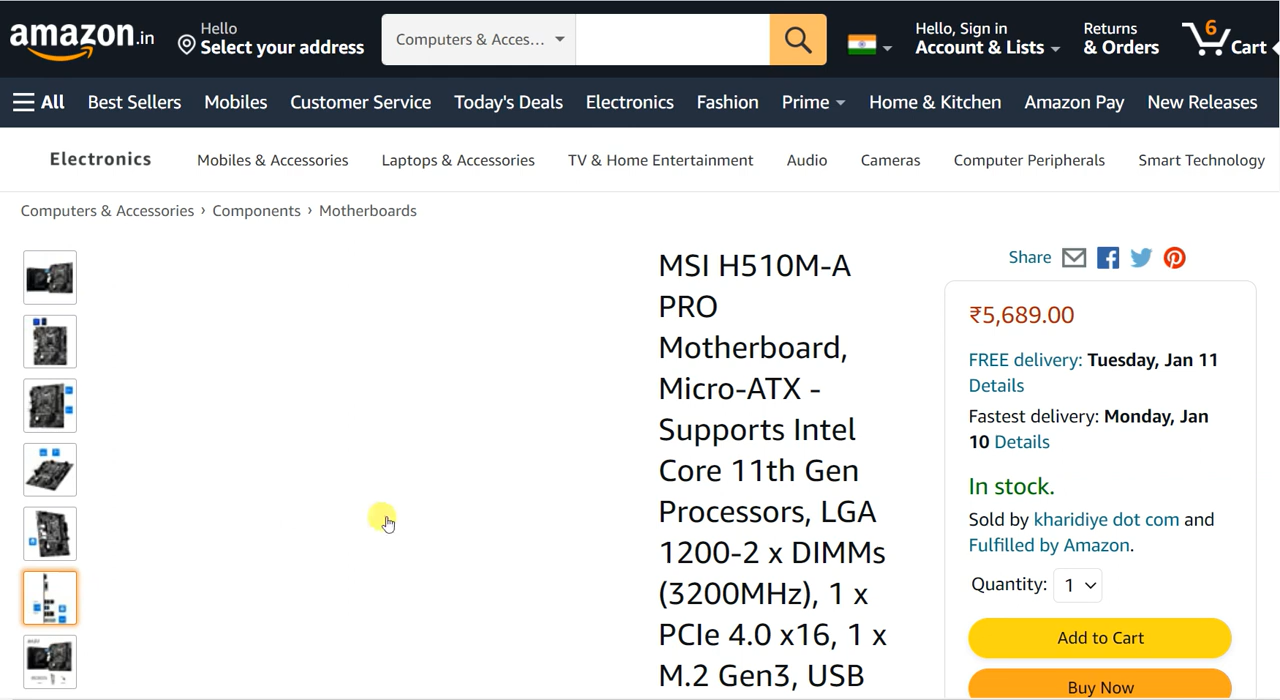 amazon.in
Hello
Select your address
Computers & Acces...
Hello, Sign in
Account & Lists
Returns
& Orders
6
Cart
All
Best Sellers
Mobiles
Customer Service
Today's Deals
Electronics
Fashion
Prime
Home & Kitchen
Amazon Pay
New Releases
Electronics
Mobiles & Accessories
Laptops & Accessories
TV & Home Entertainment
Audio
Cameras
Computer Peripherals
Smart Technology
Computers & Accessories › Components › Motherboards
MSI H510M-A
PRO
Motherboard,
Micro-ATX -
Supports Intel
Core 11th Gen
Processors, LGA
1200-2 x DIMMs
(3200MHz), 1 x
PCIe 4.0 x16, 1 x
M.2 Gen3, USB
Share
₹5,689.00
FREE delivery: Tuesday, Jan 11
Details
Fastest delivery: Monday, Jan
10 Details
In stock.
Sold by kharidiye dot com and
Fulfilled by Amazon.
Quantity: 1
Add to Cart
Buy Now